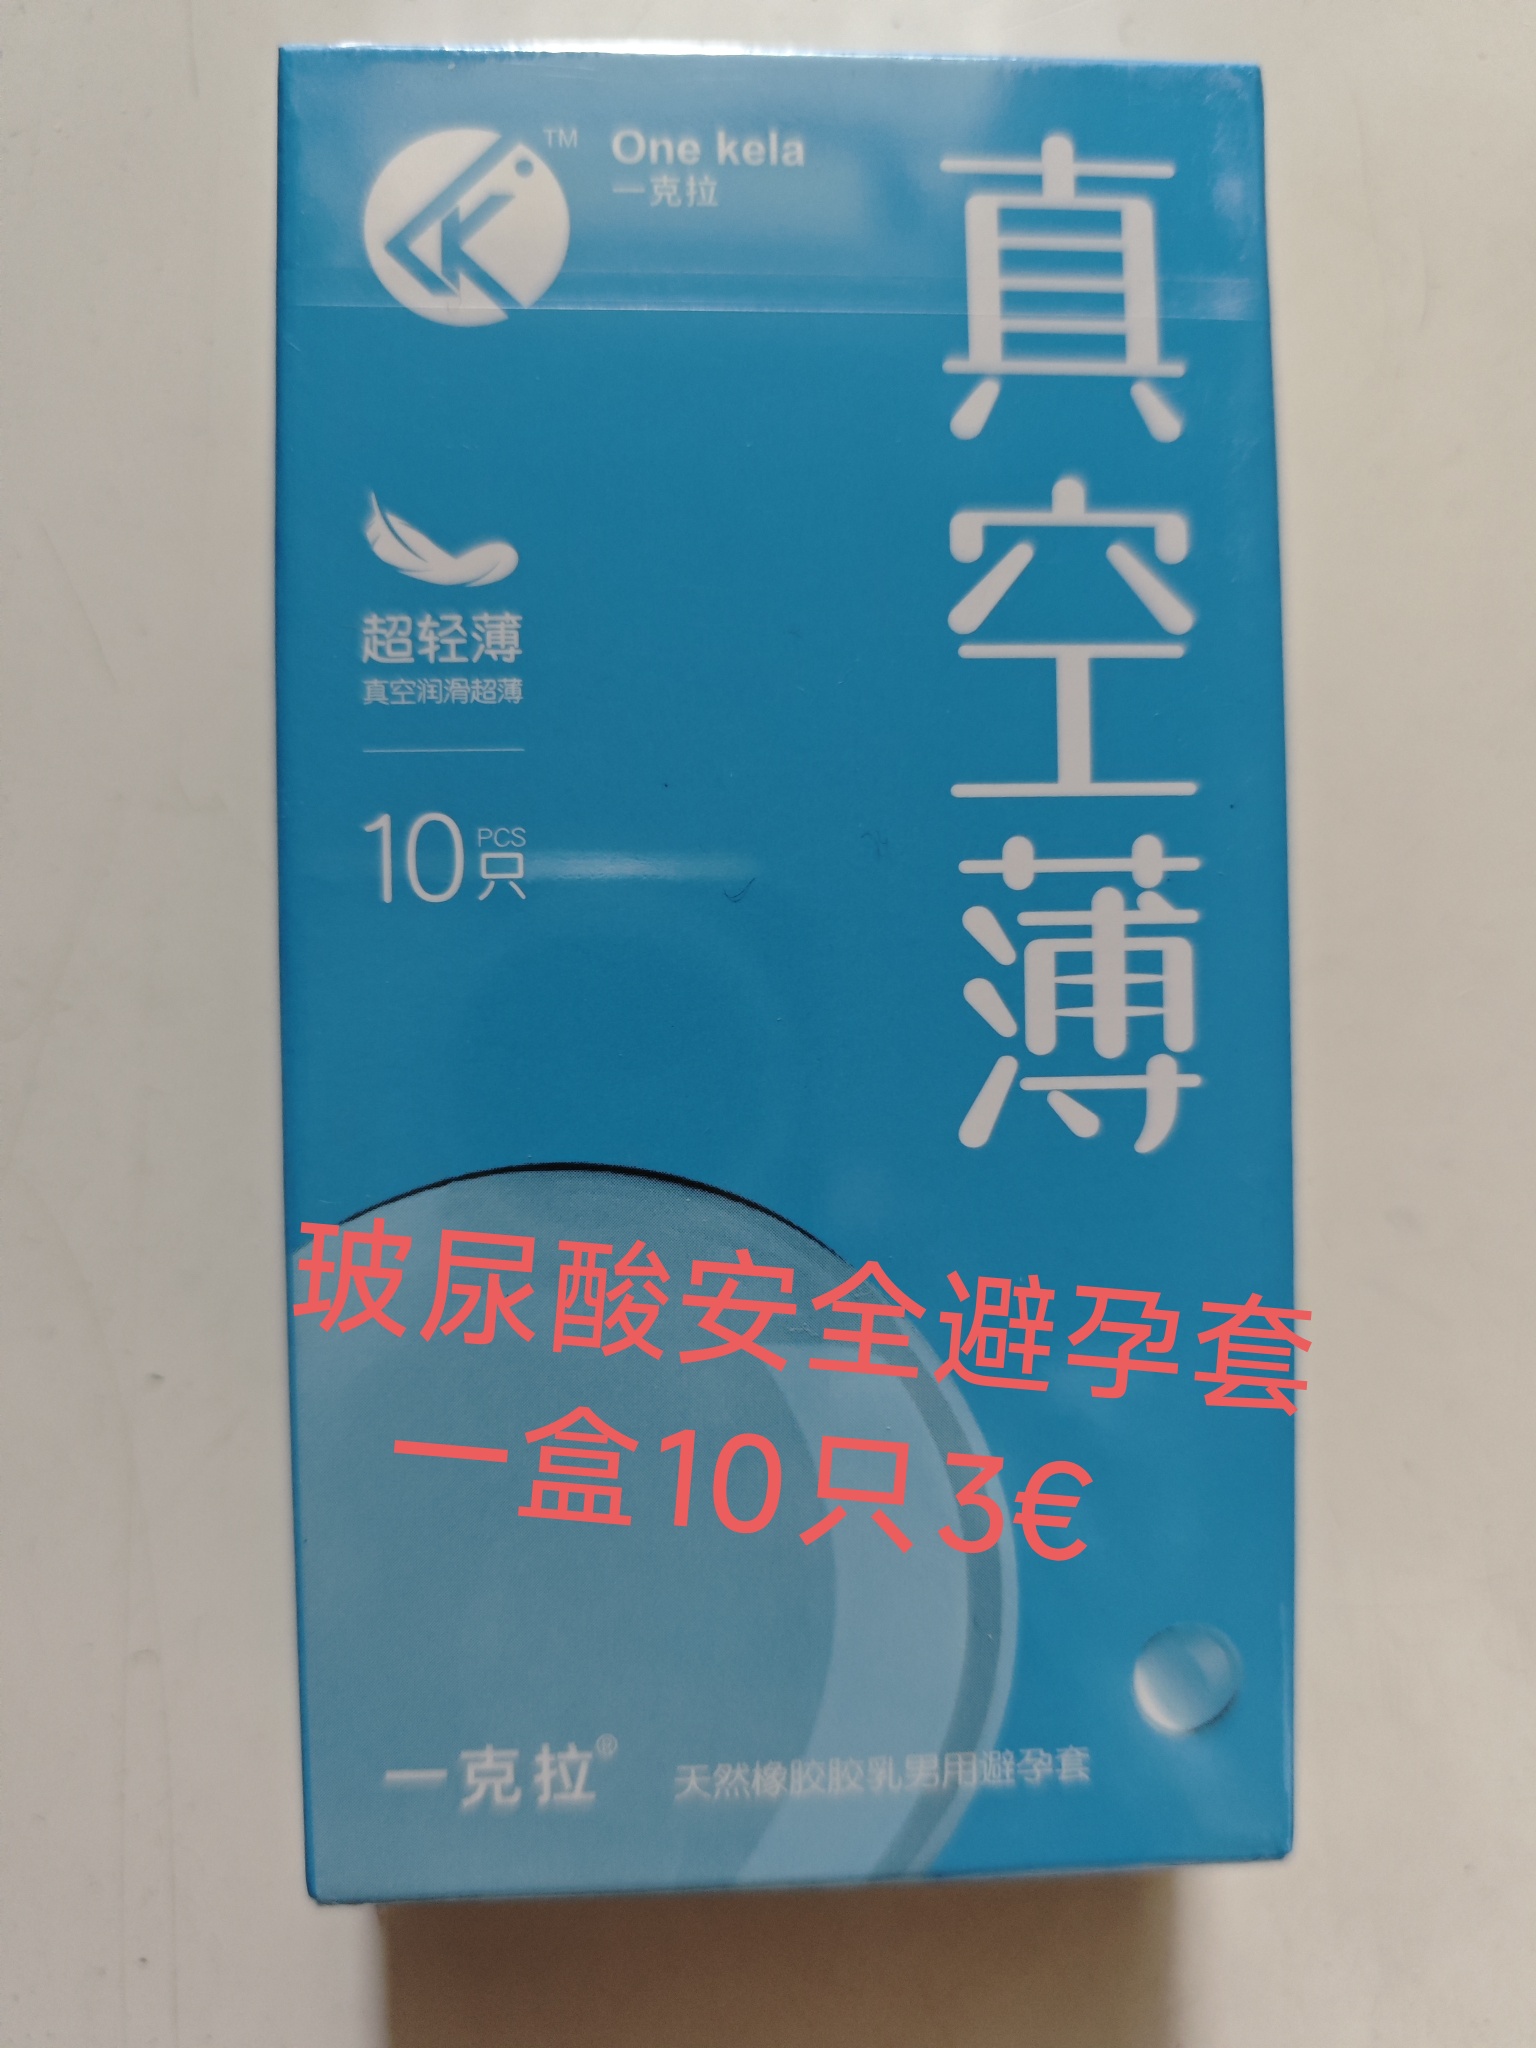 TM
One kela
一克拉
真空薄
超轻薄
真空润滑超薄
10 PCS
只
玻尿酸安全避孕套
一盒10只3€
一克拉®
天然橡胶胶乳男用避孕套